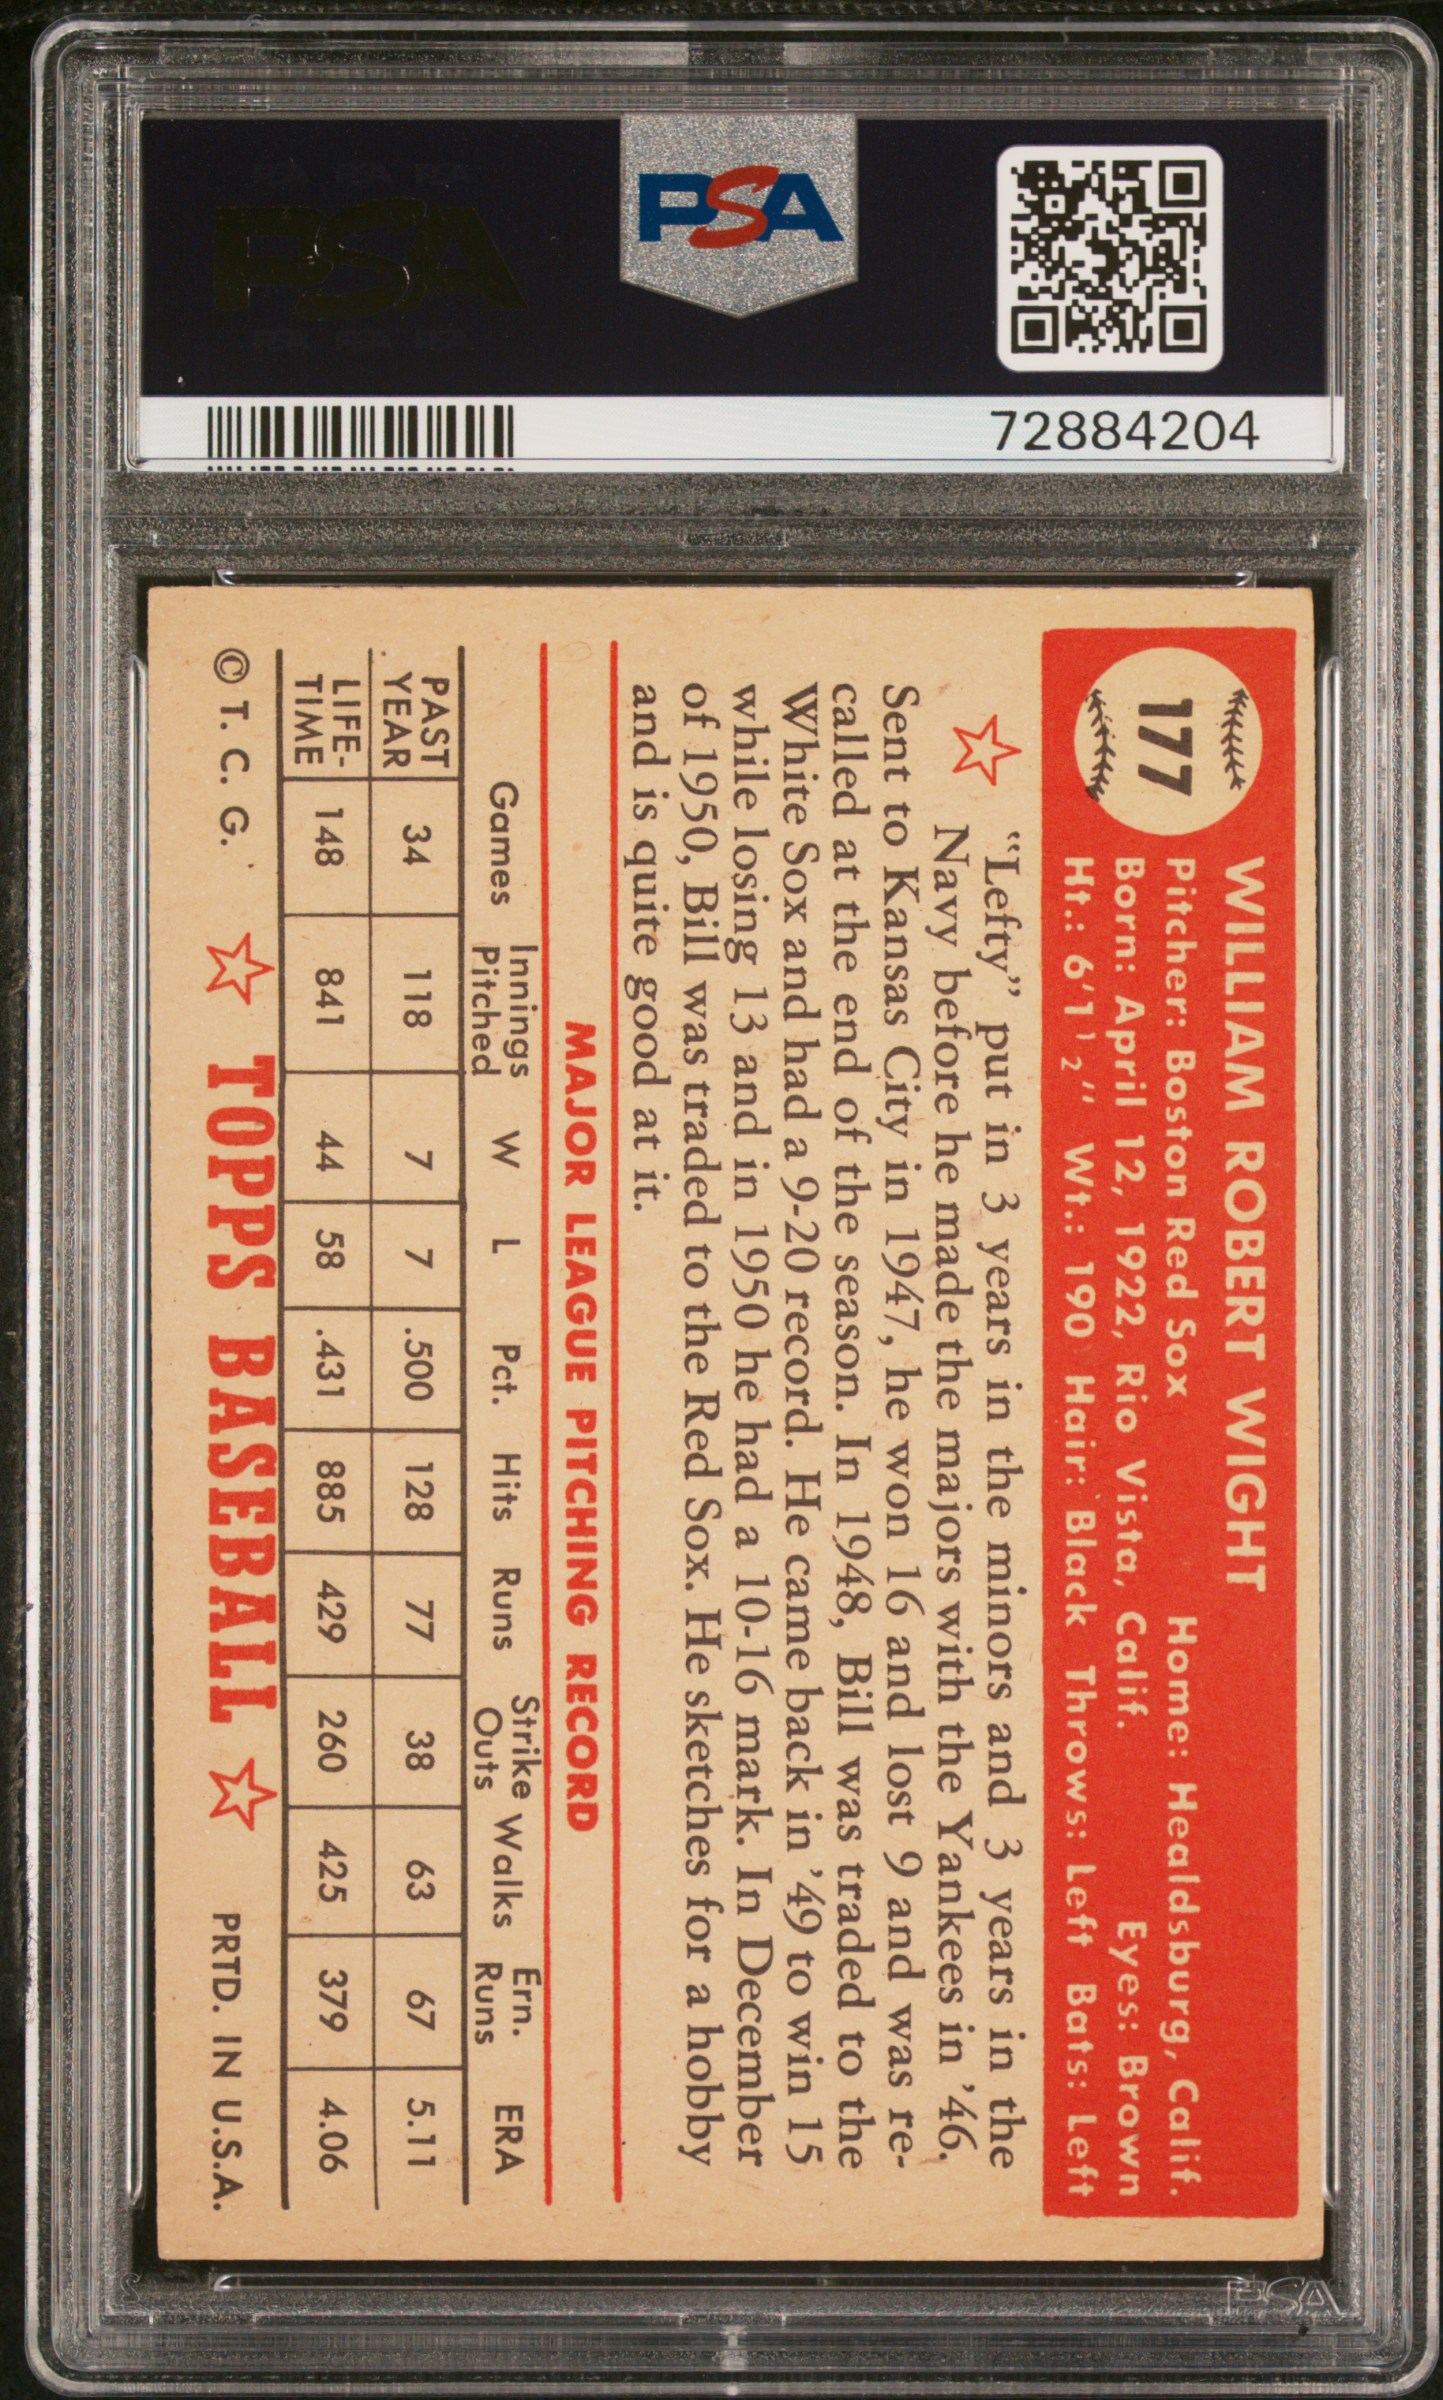 PSA
PSA
72884204
177
WILLIAM ROBERT WIGHT
Pitcher: Boston Red Sox Home: Healdsburg, Calif.
Born: April 12, 1922, Rio Vista, Calif. Eyes: Brown
Ht.: 6'1½" Wt.: 190 Hair: Black Throws: Left Bats: Left
"Lefty" put in 3 years in the minors and 3 years in the
Navy before he made the majors with the Yankees in '46.
Sent to Kansas City in 1947, he won 16 and lost 9 and was re-
called at the end of the season. In 1948, Bill was traded to the
White Sox and had a 9-20 record. He came back in '49 to win 15
while losing 13 and in 1950 he had a 10-16 mark. In December
of 1950, Bill was traded to the Red Sox. He sketches for a hobby
and is quite good at it.
MAJOR LEAGUE PITCHING RECORD
Games Innings Pitched W L Pct. Hits Runs Strike Outs Walks Ern. Runs ERA
PAST YEAR 34 118 7 7 .500 128 77 38 63 67 5.11
LIFE-TIME 148 841 44 58 .431 885 429 260 425 379 4.06
© T. C. G. TOPPS BASEBALL PRTD. IN U.S.A.
PSA